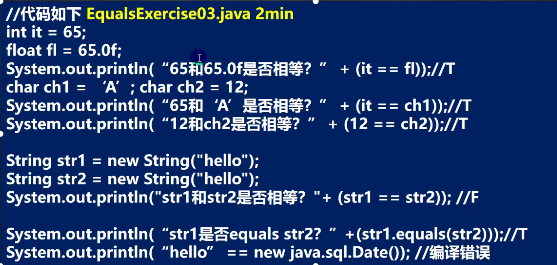 //代码如下 EqualsExercise03.java 2min
int it = 65;
float fl = 65.0f;
System.out.println(“65和65.0f是否相等？” + (it == fl));//T
char ch1 = ‘A’; char ch2 = 12;
System.out.println(“65和‘A’是否相等？” + (it == ch1));//T
System.out.println(“12和ch2是否相等？” + (12 == ch2));//T
String str1 = new String("hello");
String str2 = new String("hello");
System.out.println("str1和str2是否相等？"+ (str1 == str2)); //F
System.out.println(“str1是否equals str2？”+(str1.equals(str2)));//T
System.out.println(“hello” == new java.sql.Date()); //编译错误